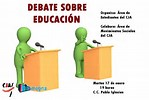 DEBATE SOBRE
EDUCACIÓN
Organiza: Área de
Estudiantes del CJA
Colabora: Área de
Movimientos Sociales
del CJA
Martes 17 de enero
19 horas
C.C. Pablo Iglesias